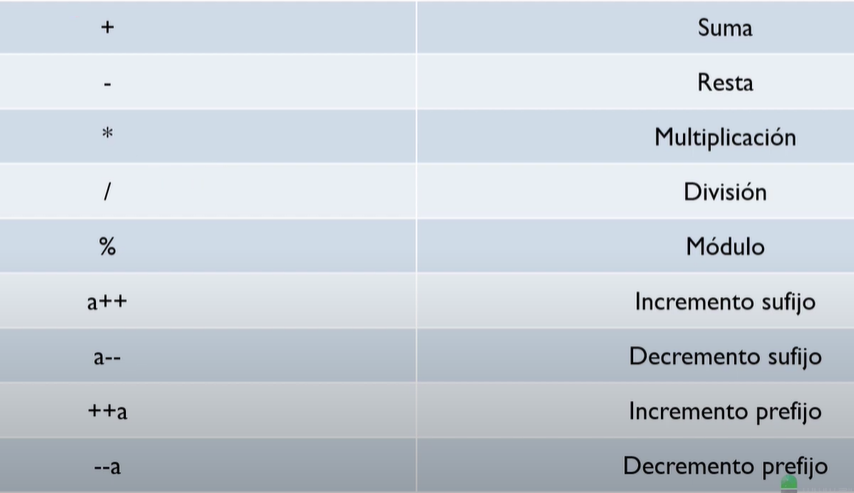 + Suma
- Resta
* Multiplicación
/ División
% Módulo
a++ Incremento sufijo
a-- Decremento sufijo
++a Incremento prefijo
--a Decremento prefijo